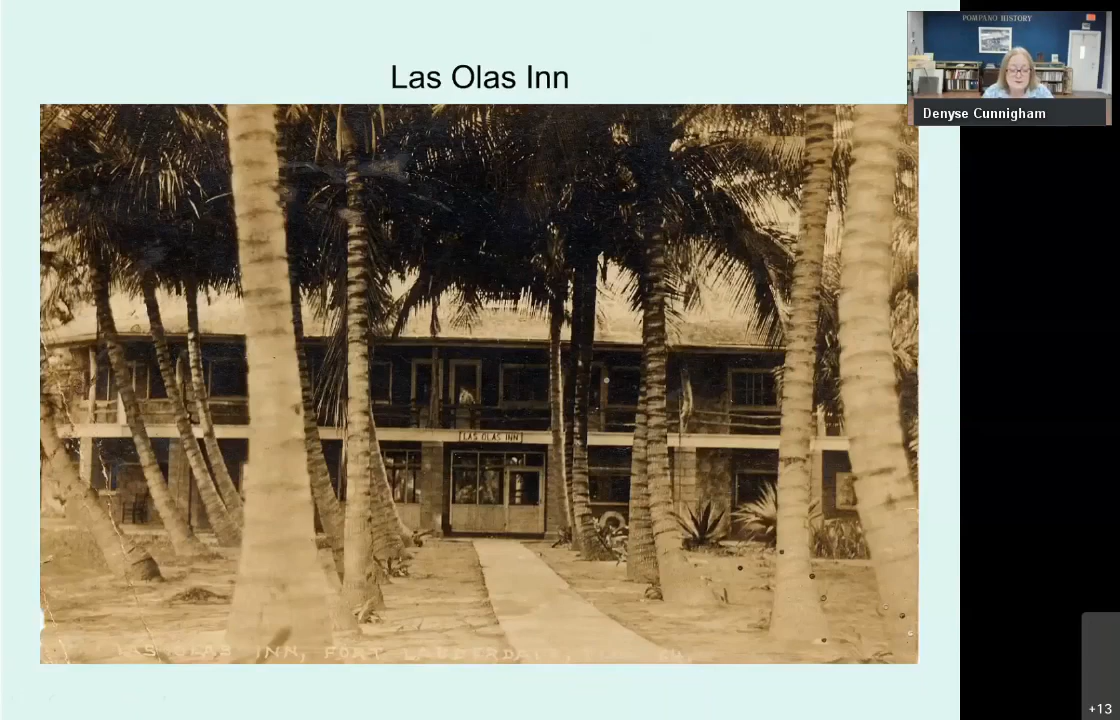 POMPANO HISTORY
Las Olas Inn
Denyse Cunnigham
LAS OLAS INN
LAS OLAS INN, FORT LAUDERDALE,
+13